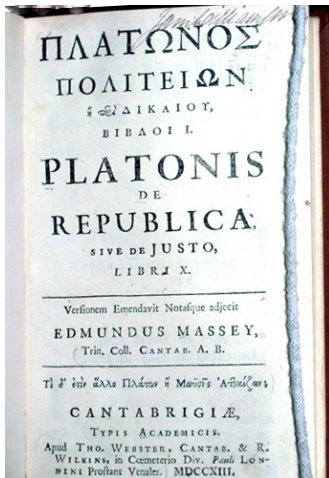 ΠΛΑΤΩΝΟΣ
ΠΟΛΙΤΕΙΩΝ
ἢ περὶ ΔΙΚΑΙΟΥ,
ΒΙΒΛΟΙ Ι.
PLATONIS
DE
REPUBLICA,
SIVE DE JUSTO,
LIBRI X.
Versionem Emendavit Notasque adjecit
EDMUNDUS MASSEY,
Trin. Coll. CANTAB. A. B.
Τί δ' ἐςὶν ἄλλο Πλάτων ἢ Μωσῆς Ἀτλικίζων;
CANTABRIGIÆ,
TYPIS ACADEMICIS.
Apud THO. WEBSTER, CANTAB. & R.
WILKINS, in Cœmeterio Div. Pauli LON-
DINI Prostant Venales. MDCCXIII.